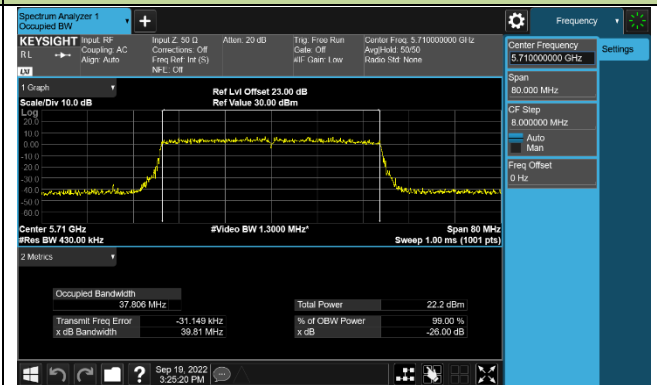 Spectrum Analyzer 1
Occupied BW
Frequency
KEYSIGHT
RL
LXI
Input: RF
Coupling: AC
Align: Auto
Input Z: 50 Ω
Corrections: Off
Freq Ref: Int (S)
NFE: Off
Atten: 20 dB
Trig: Free Run
Gate: Off
#IF Gain: Low
Center Freq: 5.710000000 GHz
Avg|Hold: 50/50
Radio Std: None
Center Frequency
5.710000000 GHz
Settings
Span
80.000 MHz
CF Step
8.000000 MHz
Auto
Man
Freq Offset
0 Hz
1 Graph
Scale/Div 10.0 dB
Ref Lvl Offset 23.00 dB
Ref Value 30.00 dBm
Log
20.0
10.0
0.00
-10.0
-20.0
-30.0
-40.0
-50.0
-60.0
Center 5.71 GHz
#Res BW 430.00 kHz
#Video BW 1.3000 MHz*
Span 80 MHz
Sweep 1.00 ms (1001 pts)
2 Metrics
Occupied Bandwidth
37.806 MHz
Total Power 22.2 dBm
Transmit Freq Error -31.149 kHz
% of OBW Power 99.00 %
x dB Bandwidth 39.81 MHz
x dB -26.00 dB
Sep 19, 2022
3:25:20 PM